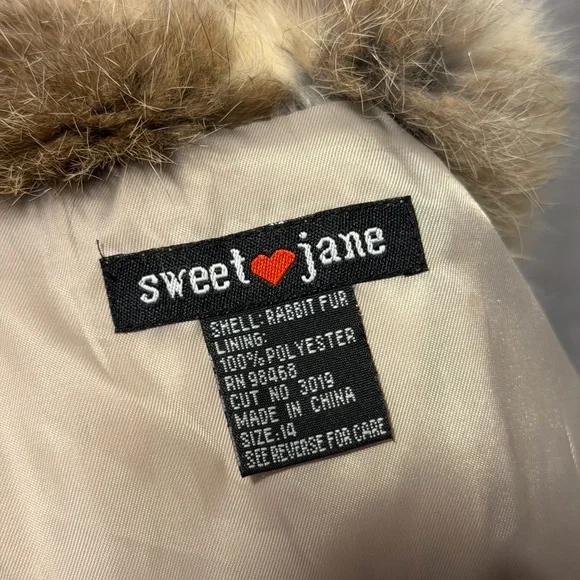 sweet jane
SHELL: RABBIT FUR
LINING:
100% POLYESTER
RN 98468
CUT NO 3019
MADE IN CHINA
SIZE: 14
SEE REVERSE FOR CARE